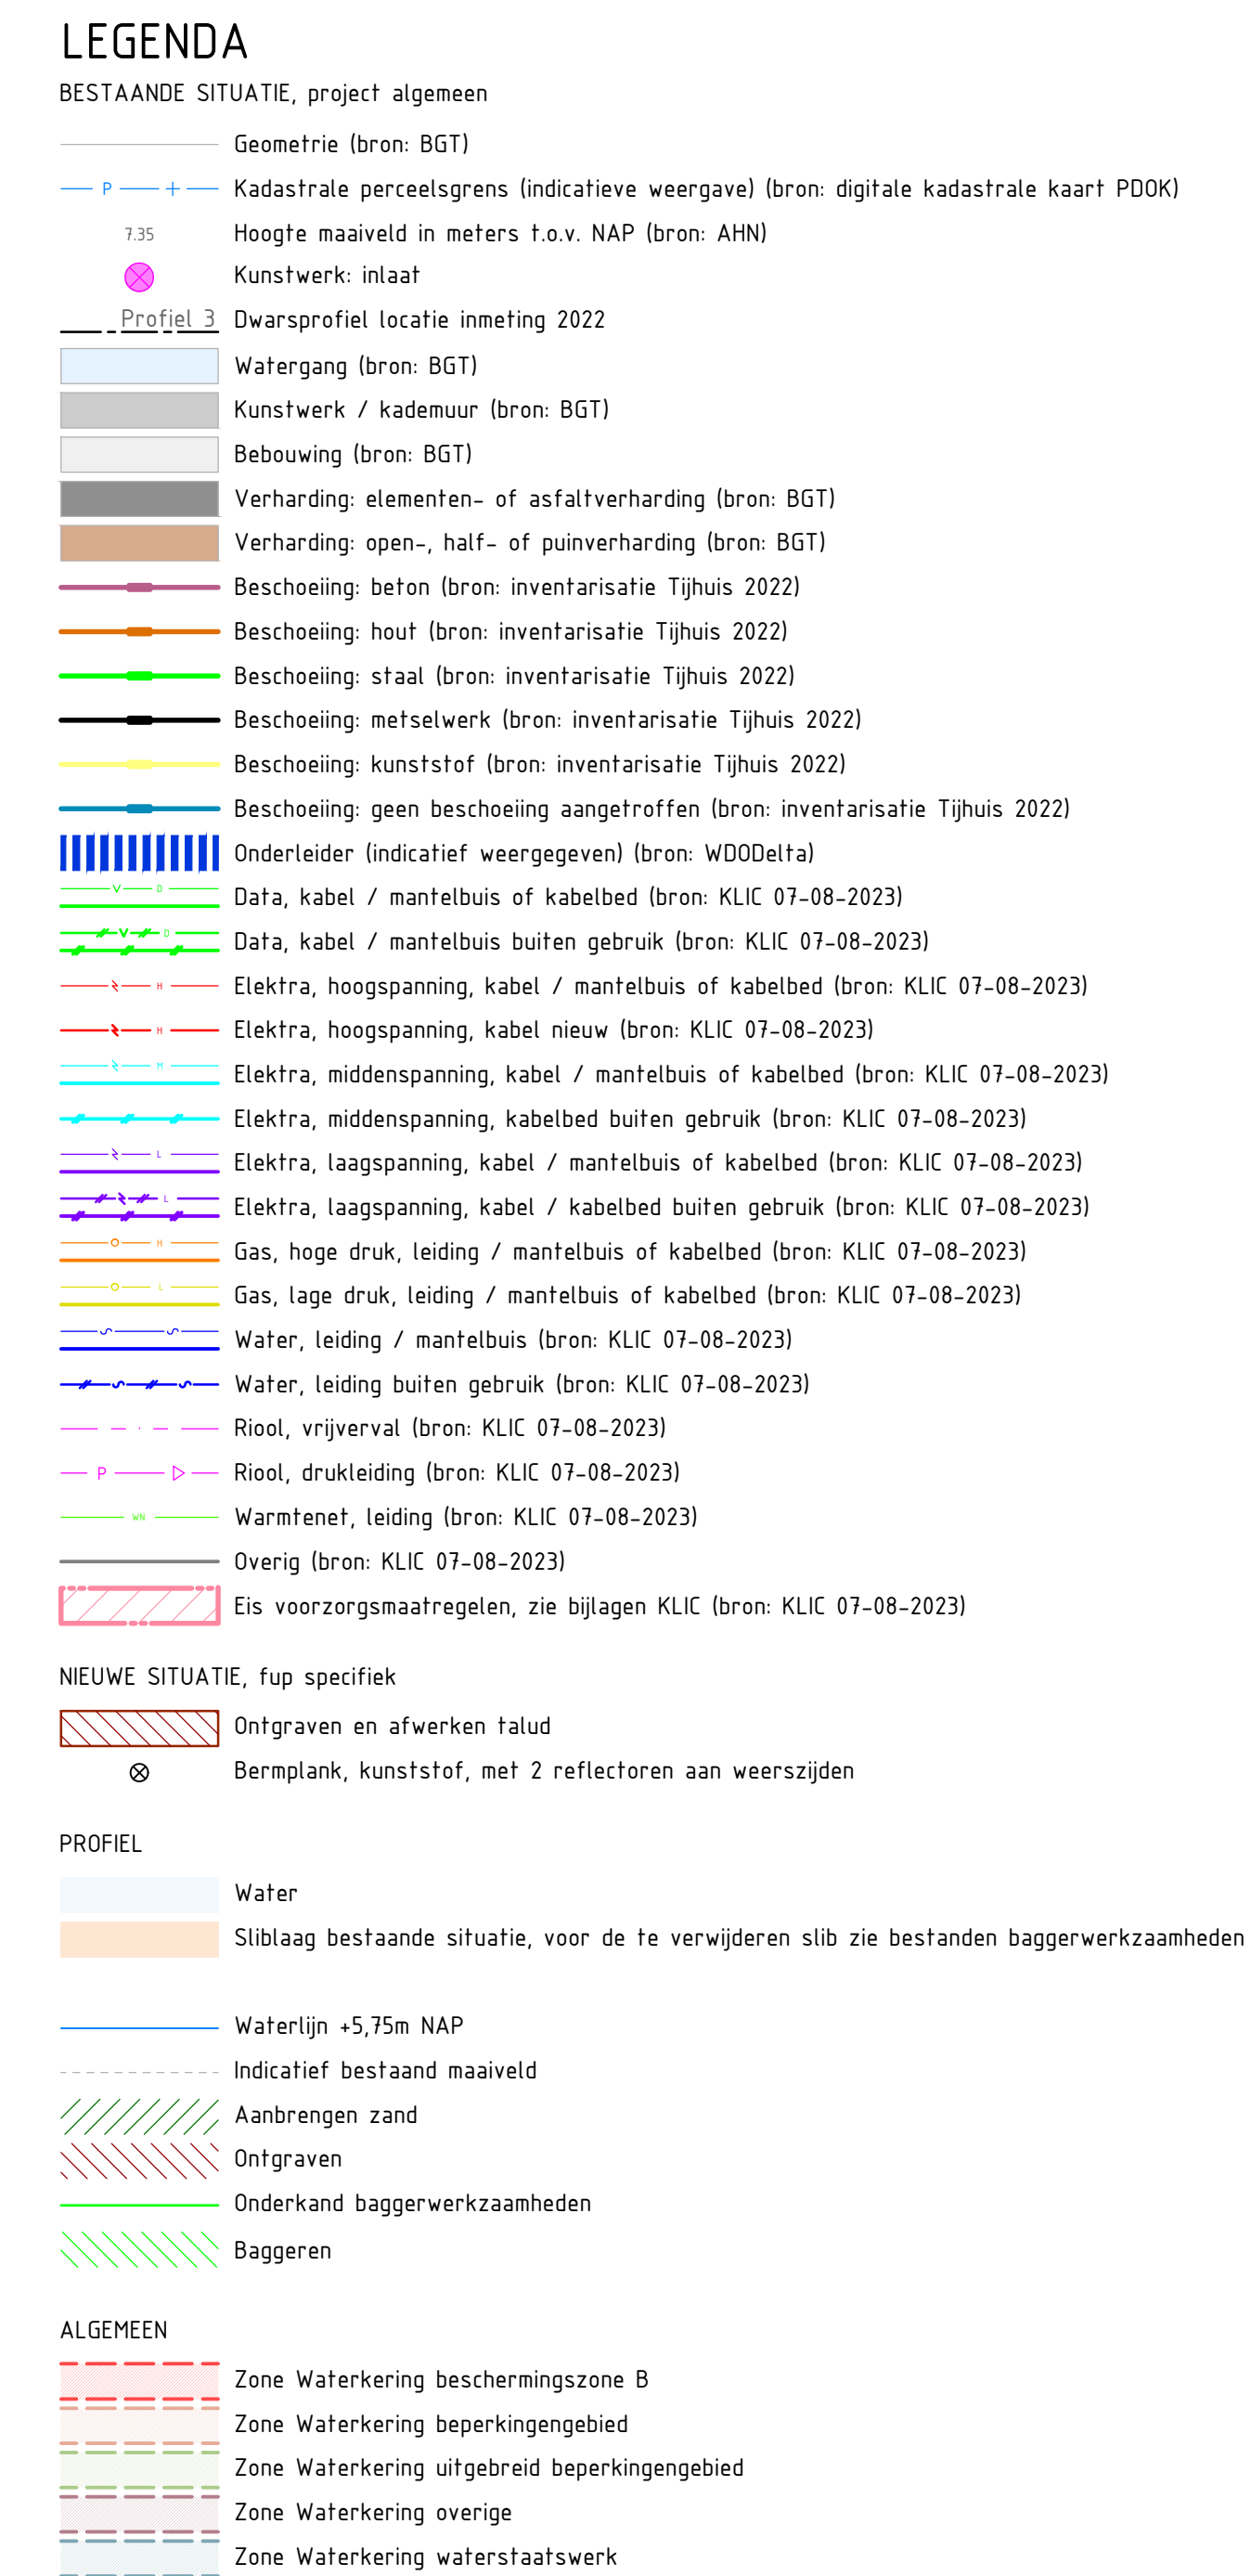 LEGENDA
BESTAANDE SITUATIE, project algemeen
Geometrie (bron: BGT)
P Kadastrale perceelsgrens (indicatieve weergave) (bron: digitale kadastrale kaart PDOK)
7.35 Hoogte maaiveld in meters t.o.v. NAP (bron: AHN)
Kunstwerk: inlaat
Profiel 3 Dwarsprofiel locatie inmeting 2022
Watergang (bron: BGT)
Kunstwerk / kademuur (bron: BGT)
Bebouwing (bron: BGT)
Verharding: elementen- of asfaltverharding (bron: BGT)
Verharding: open-, half- of puinverharding (bron: BGT)
Beschoeiing: beton (bron: inventarisatie Tijhuis 2022)
Beschoeiing: hout (bron: inventarisatie Tijhuis 2022)
Beschoeiing: staal (bron: inventarisatie Tijhuis 2022)
Beschoeiing: metselwerk (bron: inventarisatie Tijhuis 2022)
Beschoeiing: kunststof (bron: inventarisatie Tijhuis 2022)
Beschoeiing: geen beschoeiing aangetroffen (bron: inventarisatie Tijhuis 2022)
Onderleider (indicatief weergegeven) (bron: WDODelta)
V D Data, kabel / mantelbuis of kabelbed (bron: KLIC 07-08-2023)
V D Data, kabel / mantelbuis buiten gebruik (bron: KLIC 07-08-2023)
H Elektra, hoogspanning, kabel / mantelbuis of kabelbed (bron: KLIC 07-08-2023)
H Elektra, hoogspanning, kabel nieuw (bron: KLIC 07-08-2023)
M Elektra, middenspanning, kabel / mantelbuis of kabelbed (bron: KLIC 07-08-2023)
Elektra, middenspanning, kabelbed buiten gebruik (bron: KLIC 07-08-2023)
L Elektra, laagspanning, kabel / mantelbuis of kabelbed (bron: KLIC 07-08-2023)
L Elektra, laagspanning, kabel / kabelbed buiten gebruik (bron: KLIC 07-08-2023)
H Gas, hoge druk, leiding / mantelbuis of kabelbed (bron: KLIC 07-08-2023)
L Gas, lage druk, leiding / mantelbuis of kabelbed (bron: KLIC 07-08-2023)
Water, leiding / mantelbuis (bron: KLIC 07-08-2023)
Water, leiding buiten gebruik (bron: KLIC 07-08-2023)
Riool, vrijverval (bron: KLIC 07-08-2023)
P Riool, drukleiding (bron: KLIC 07-08-2023)
WN Warmtenet, leiding (bron: KLIC 07-08-2023)
Overig (bron: KLIC 07-08-2023)
Eis voorzorgsmaatregelen, zie bijlagen KLIC (bron: KLIC 07-08-2023)
NIEUWE SITUATIE, fup specifiek
Ontgraven en afwerken talud
Bermplank, kunststof, met 2 reflectoren aan weerszijden
PROFIEL
Water
Sliblaag bestaande situatie, voor de te verwijderen slib zie bestanden baggerwerkzaamheden
Waterlijn +5,75m NAP
Indicatief bestaand maaiveld
Aanbrengen zand
Ontgraven
Onderkand baggerwerkzaamheden
Baggeren
ALGEMEEN
Zone Waterkering beschermingszone B
Zone Waterkering beperkingengebied
Zone Waterkering uitgebreid beperkingengebied
Zone Waterkering overige
Zone Waterkering waterstaatswerk